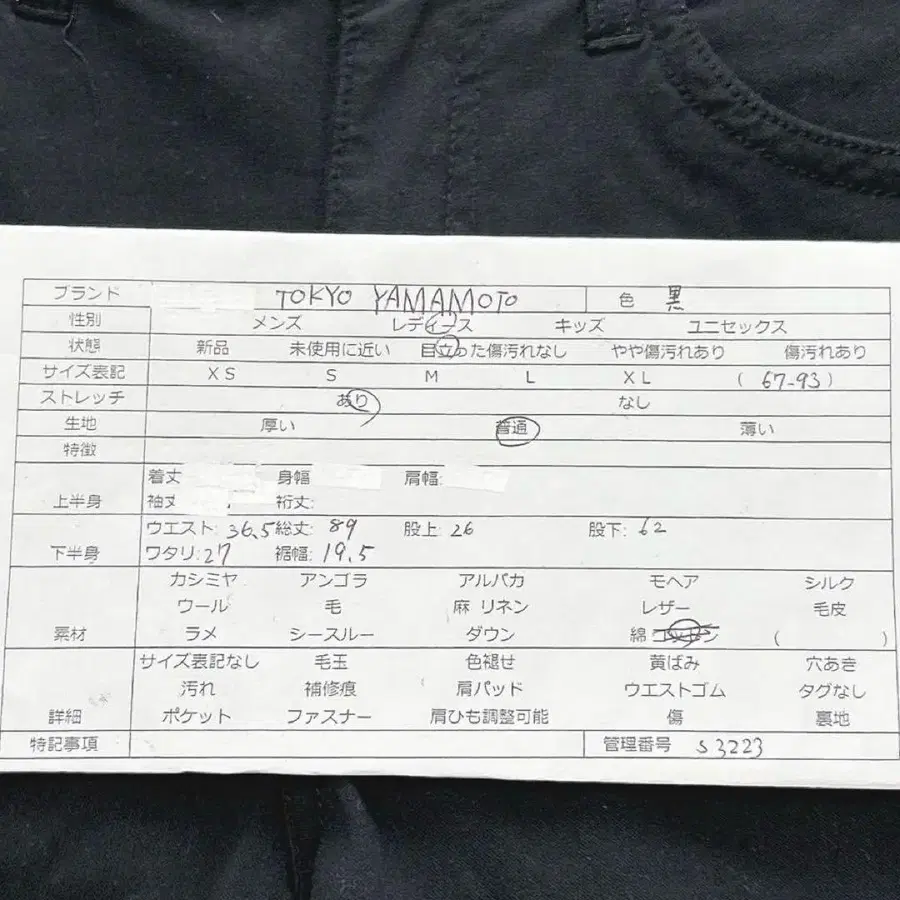 ブランド TOKYO YAMAMOTO 色 黒
性別 メンズ レディース キッズ ユニセックス
状態 新品 未使用に近い 目立った傷汚れなし やや傷汚れあり 傷汚れあり
サイズ表記 XS S M L XL (67-93)
ストレッチ あり なし
生地 厚い 普通 薄い
特徴
着丈 身幅 肩幅:
上半身 袖丈 裄丈:
ウエスト: 36.5 総丈: 89 股上: 26 股下: 62
下半身 ワタリ: 27 裾幅: 19.5
カシミヤ アンゴラ アルパカ モヘア シルク
ウール 毛 麻 リネン レザー 毛皮
素材 ラメ シースルー ダウン 綿 コットン ( )
サイズ表記なし 毛玉 色褪せ 黄ばみ 穴あき
汚れ 補修痕 肩パッド ウエストゴム タグなし
詳細 ポケット ファスナー 肩ひも調整可能 傷 裏地
特記事項 管理番号 S3223